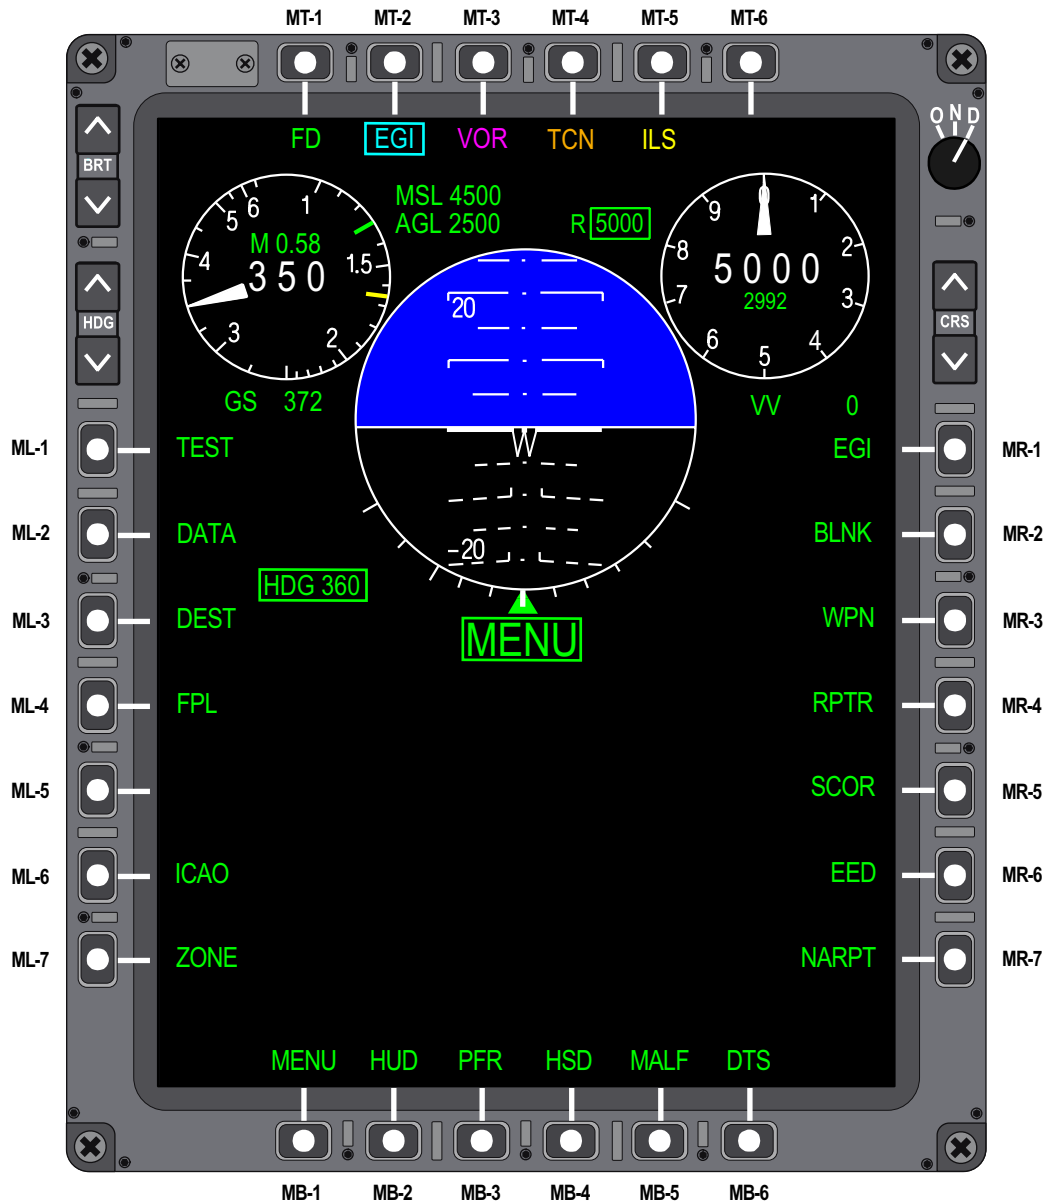 MT-1 MT-2 MT-3 MT-4 MT-5 MT-6
O N D
FD EGI VOR TCN ILS
BRT
MSL 4500
AGL 2500
R 5000
5 6 1
4 1.5
3 2
M 0.58
350
0
9 1
8 2
7 3
6 5 4
5000
2992
20
HDG
CRS
GS 372
VV 0
ML-1 TEST EGI MR-1
ML-2 DATA BLNK MR-2
-20
HDG 360
ML-3 DEST WPN MR-3
MENU
ML-4 FPL RPTR MR-4
ML-5 SCOR MR-5
ML-6 ICAO EED MR-6
ML-7 ZONE NARPT MR-7
MENU HUD PFR HSD MALF DTS
MB-1 MB-2 MB-3 MB-4 MB-5 MB-6